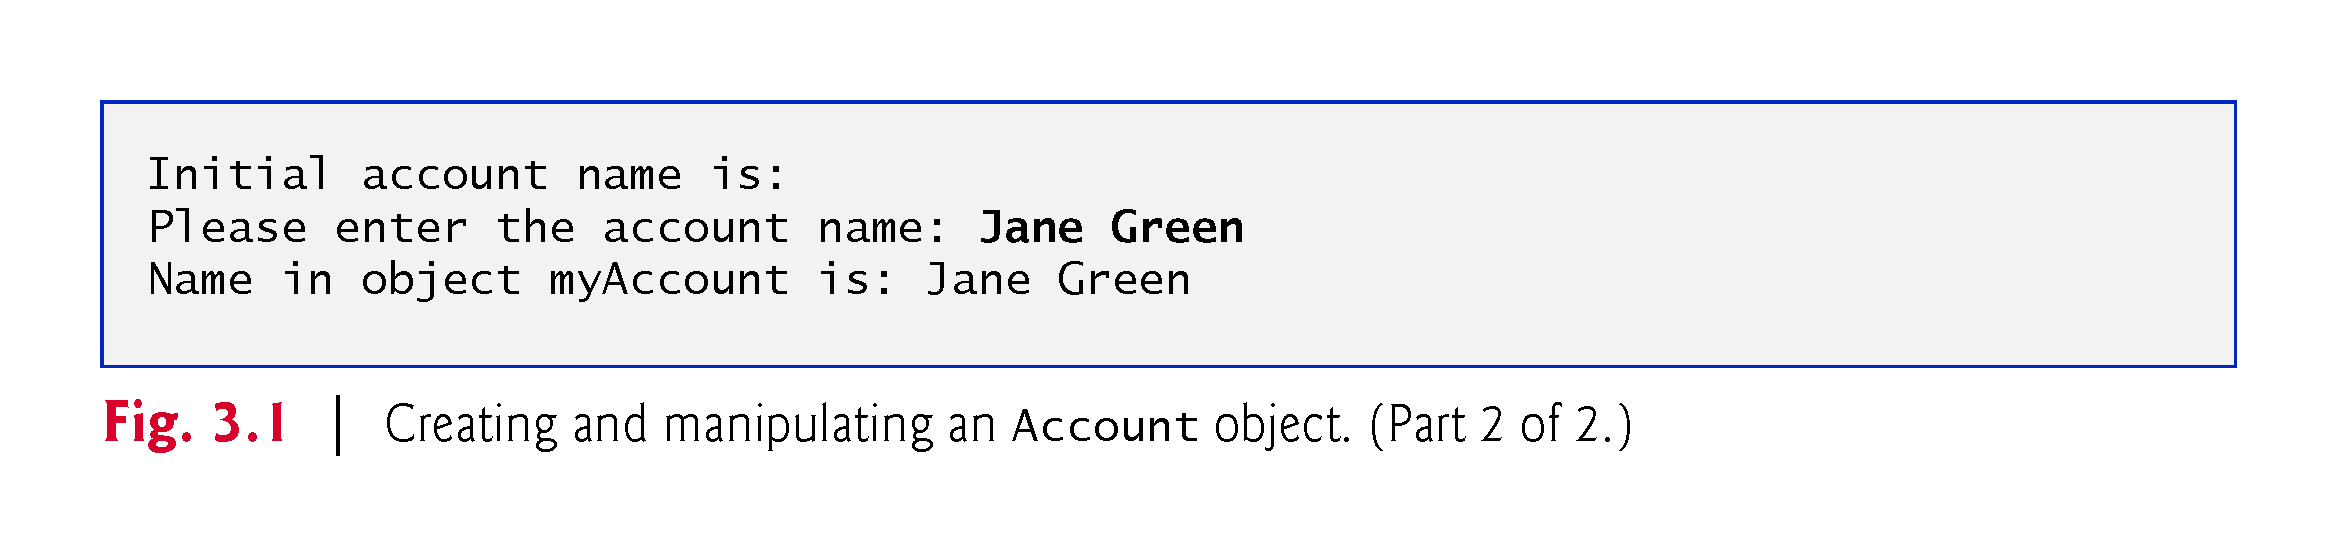 Initial account name is:
Please enter the account name: Jane Green
Name in object myAccount is: Jane Green
Fig. 3.1 | Creating and manipulating an Account object. (Part 2 of 2.)